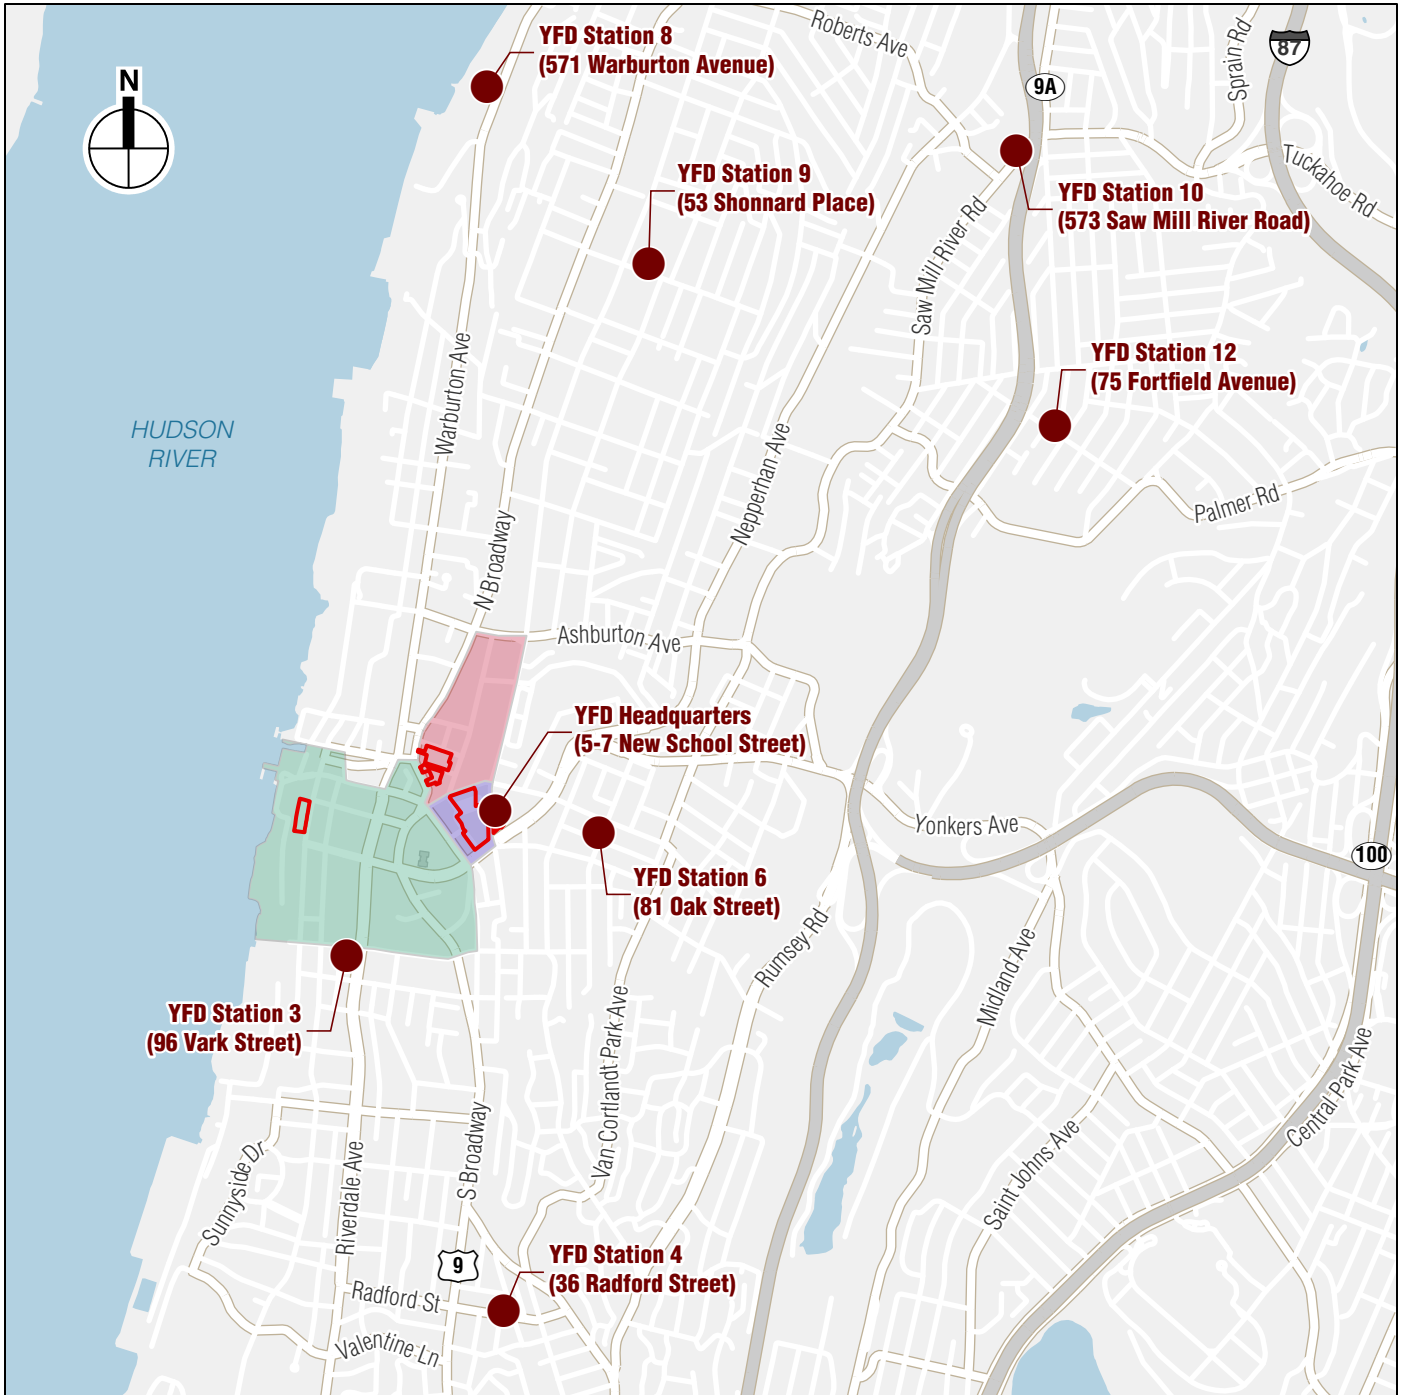 YFD Station 8
(571 Warburton Avenue)
Roberts Ave
87
Sprain Rd
N
9A
YFD Station 9
(53 Shonnard Place)
Tuckahoe Rd
YFD Station 10
(573 Saw Mill River Road)
Saw Mill River Rd
Warburton Ave
YFD Station 12
(75 Fortfield Avenue)
HUDSON
RIVER
Nepperhan Ave
Palmer Rd
N Broadway
Ashburton Ave
YFD Headquarters
(5-7 New School Street)
Yonkers Ave
100
YFD Station 6
(81 Oak Street)
Rumsey Rd
Midland Ave
YFD Station 3
(96 Vark Street)
Van Cortlandt Park Ave
Central Park Ave
S Broadway
Sunnyside Dr
Riverdale Ave
Saint Johns Ave
9
YFD Station 4
(36 Radford Street)
Radford St
Valentine Ln